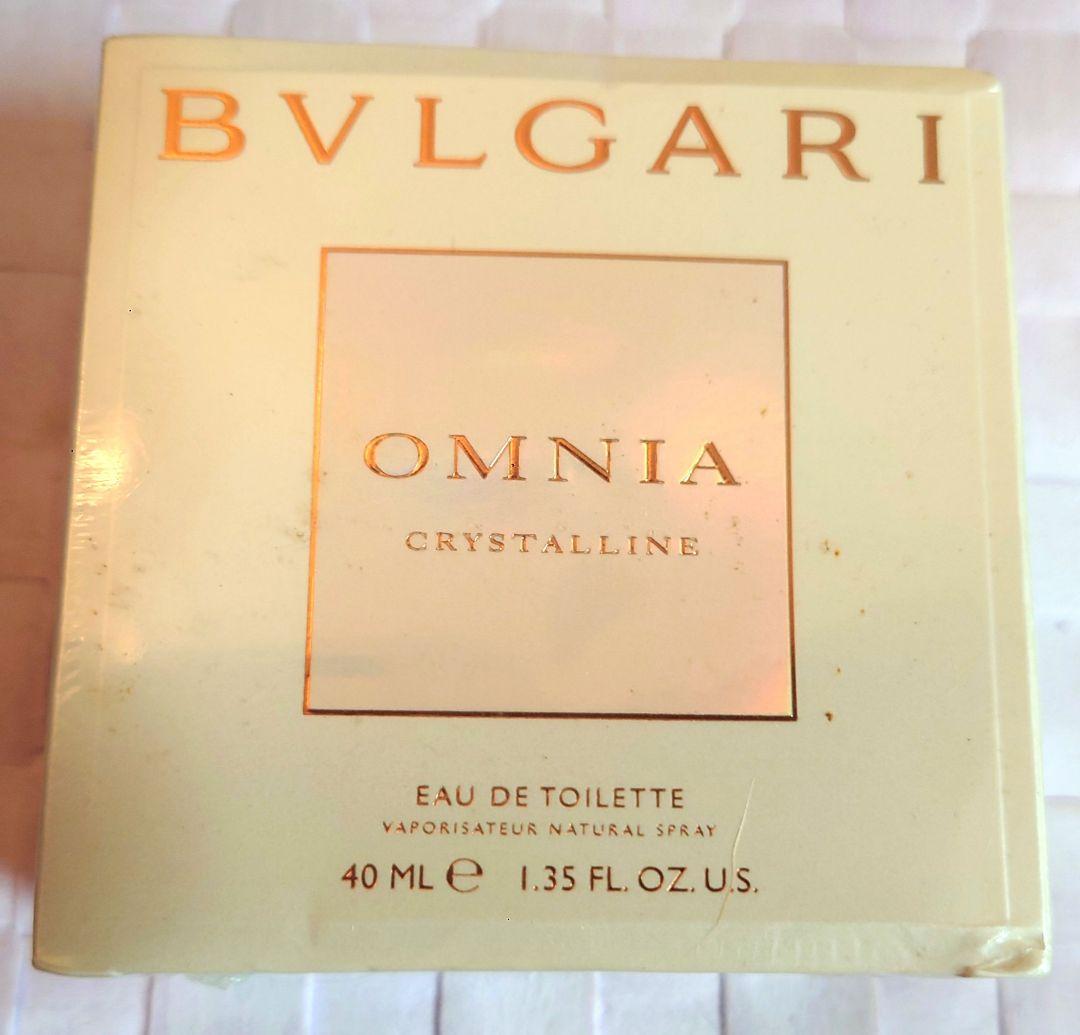 BVLGARI
OMNIA
CRYSTALLINE
EAU DE TOILETTE
VAPORISATEUR NATURAL SPRAY
40 ML ℮ 1.35 FL. OZ. U.S.